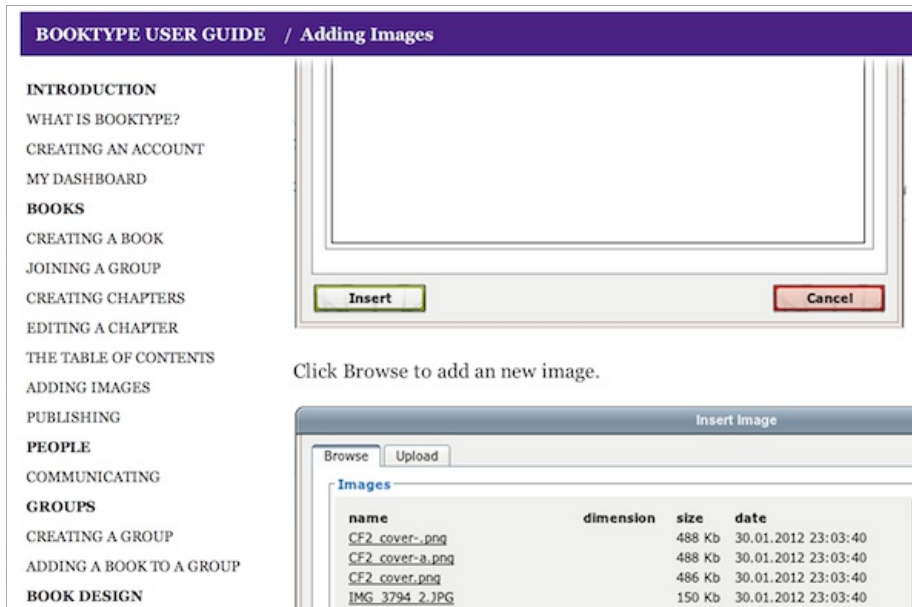 BOOKTYPE USER GUIDE / Adding Images
INTRODUCTION
WHAT IS BOOKTYPE?
CREATING AN ACCOUNT
MY DASHBOARD
BOOKS
CREATING A BOOK
JOINING A GROUP
CREATING CHAPTERS
EDITING A CHAPTER
THE TABLE OF CONTENTS
ADDING IMAGES
PUBLISHING
PEOPLE
COMMUNICATING
GROUPS
CREATING A GROUP
ADDING A BOOK TO A GROUP
BOOK DESIGN
Insert Cancel
Click Browse to add an new image.
Insert Image
Browse Upload
Images
name dimension size date
CF2_cover-.png 488 Kb 30.01.2012 23:03:40
CF2_cover-a.png 488 Kb 30.01.2012 23:03:40
CF2_cover.png 486 Kb 30.01.2012 23:03:40
IMG_3794_2.JPG 150 Kb 30.01.2012 23:03:40